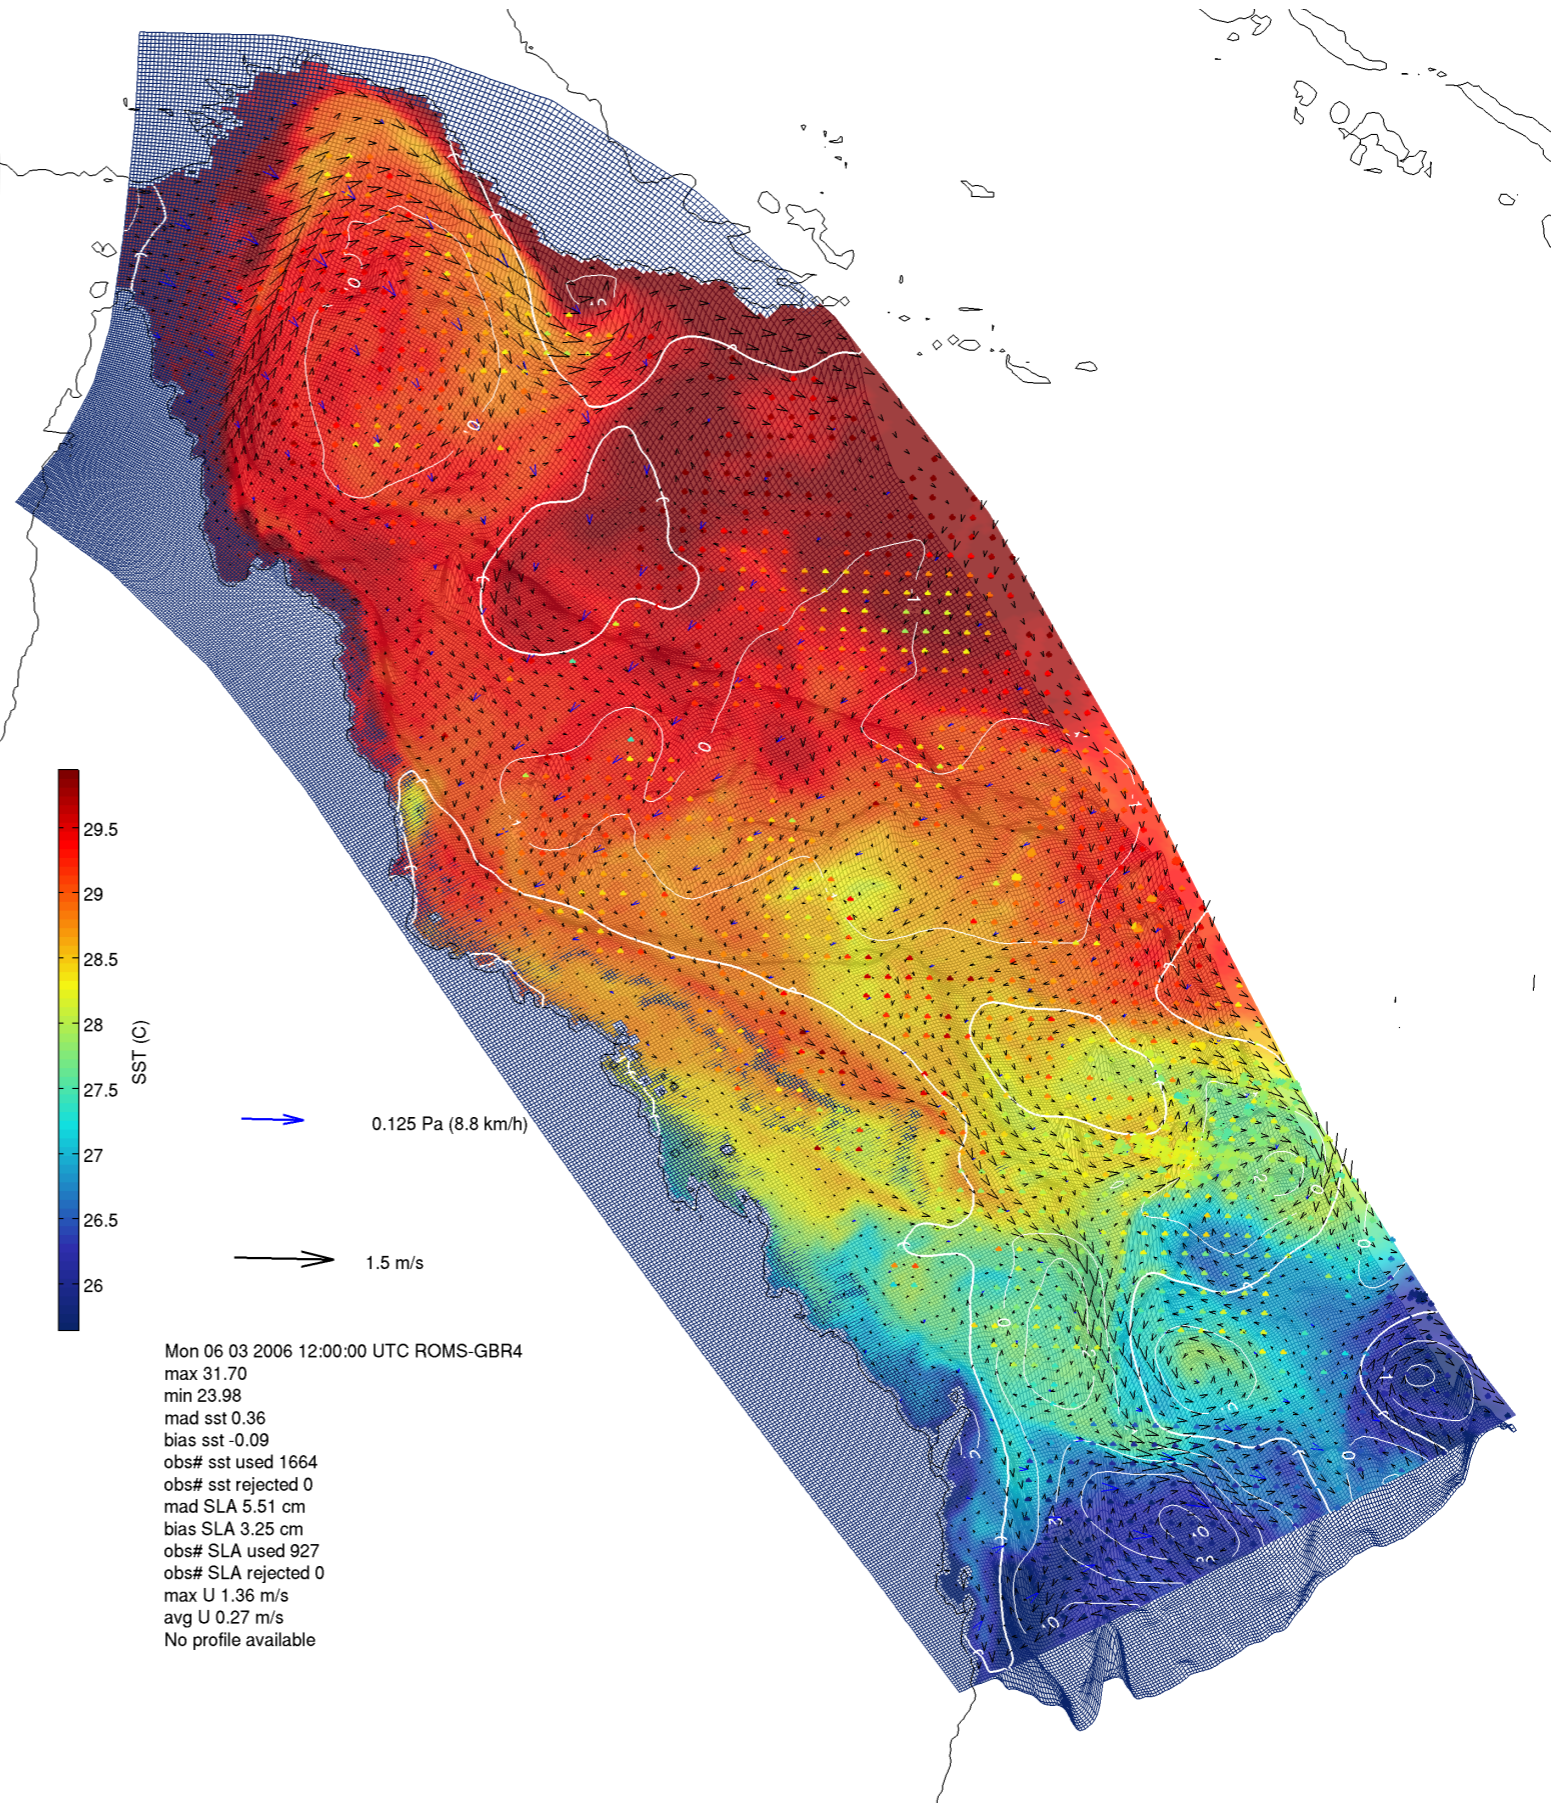 29.5
29
28.5
28
27.5
27
26.5
26
SST (C)
0.125 Pa (8.8 km/h)
1.5 m/s
Mon 06 03 2006 12:00:00 UTC ROMS-GBR4
max 31.70
min 23.98
mad sst 0.36
bias sst -0.09
obs# sst used 1664
obs# sst rejected 0
mad SLA 5.51 cm
bias SLA 3.25 cm
obs# SLA used 927
obs# SLA rejected 0
max U 1.36 m/s
avg U 0.27 m/s
No profile available